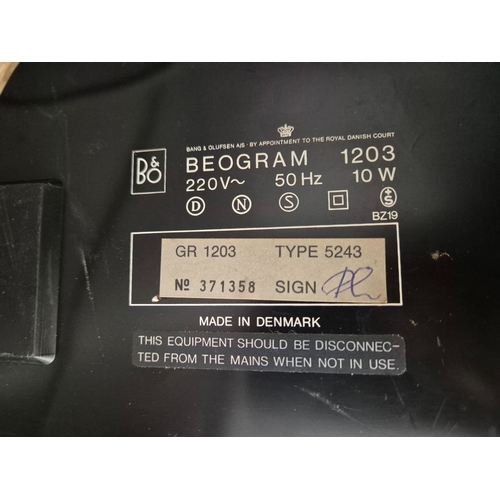 BANG & OLUFSEN A/S · BY APPOINTMENT TO THE ROYAL DANISH COURT
B&O
BEOGRAM 1203
220V~ 50 Hz 10 W
D N S S
BZ19
GR 1203 TYPE 5243
Nº 371358 SIGN
MADE IN DENMARK
THIS EQUIPMENT SHOULD BE DISCONNEC-
TED FROM THE MAINS WHEN NOT IN USE.